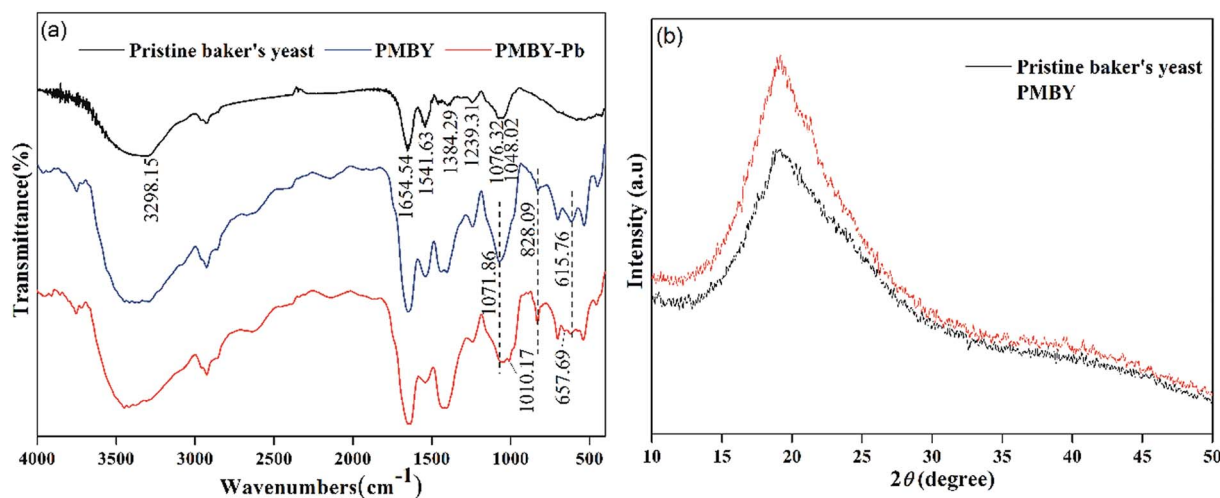 (a)
Pristine baker's yeast PMBY PMBY-Pb
Transmittance(%)
3298.15
1654.54
1541.63
1384.29
1239.31
1076.32
1048.02
1071.86
1010.17
828.09
657.69
615.76
4000 3500 3000 2500 2000 1500 1000 500
Wavenumbers(cm⁻¹)
(b)
Pristine baker's yeast
PMBY
Intensity (a.u)
10 15 20 25 30 35 40 45 50
2θ (degree)